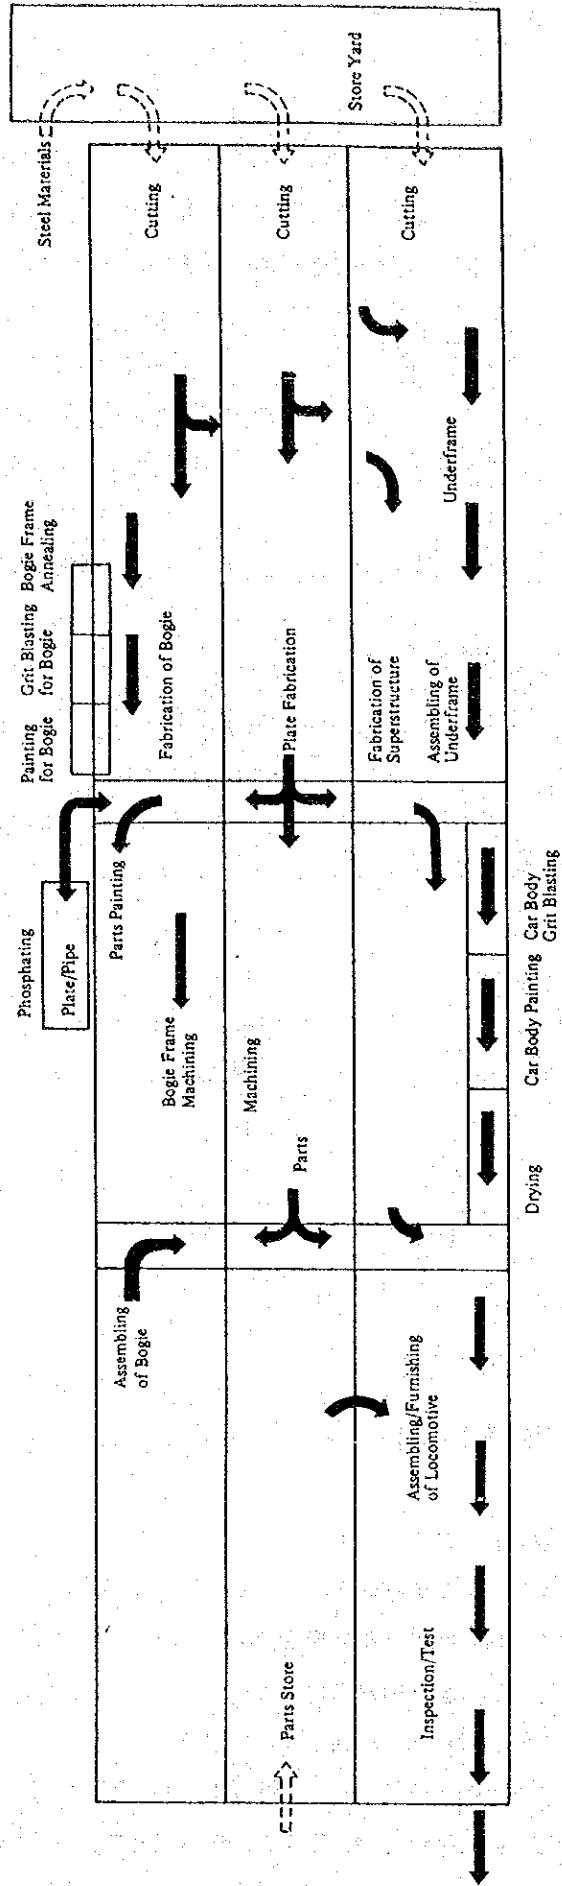 Store Yard
Steel Materials
Cutting
Cutting
Cutting
Bogie Frame
Annealing
Grit Blasting
for Bogie
Painting
for Bogie
Fabrication of Bogie
Plate Fabrication
Underframe
Fabrication of
Superstructure
Assembling of
Underframe
Phosphating
Plate/Pipe
Parts Painting
Bogie Frame
Machining
Machining
Parts
Car Body
Grit Blasting
Car Body Painting
Drying
Assembling
of Bogie
Assembling/Furnishing
of Locomotive
Parts Store
Inspection/Test